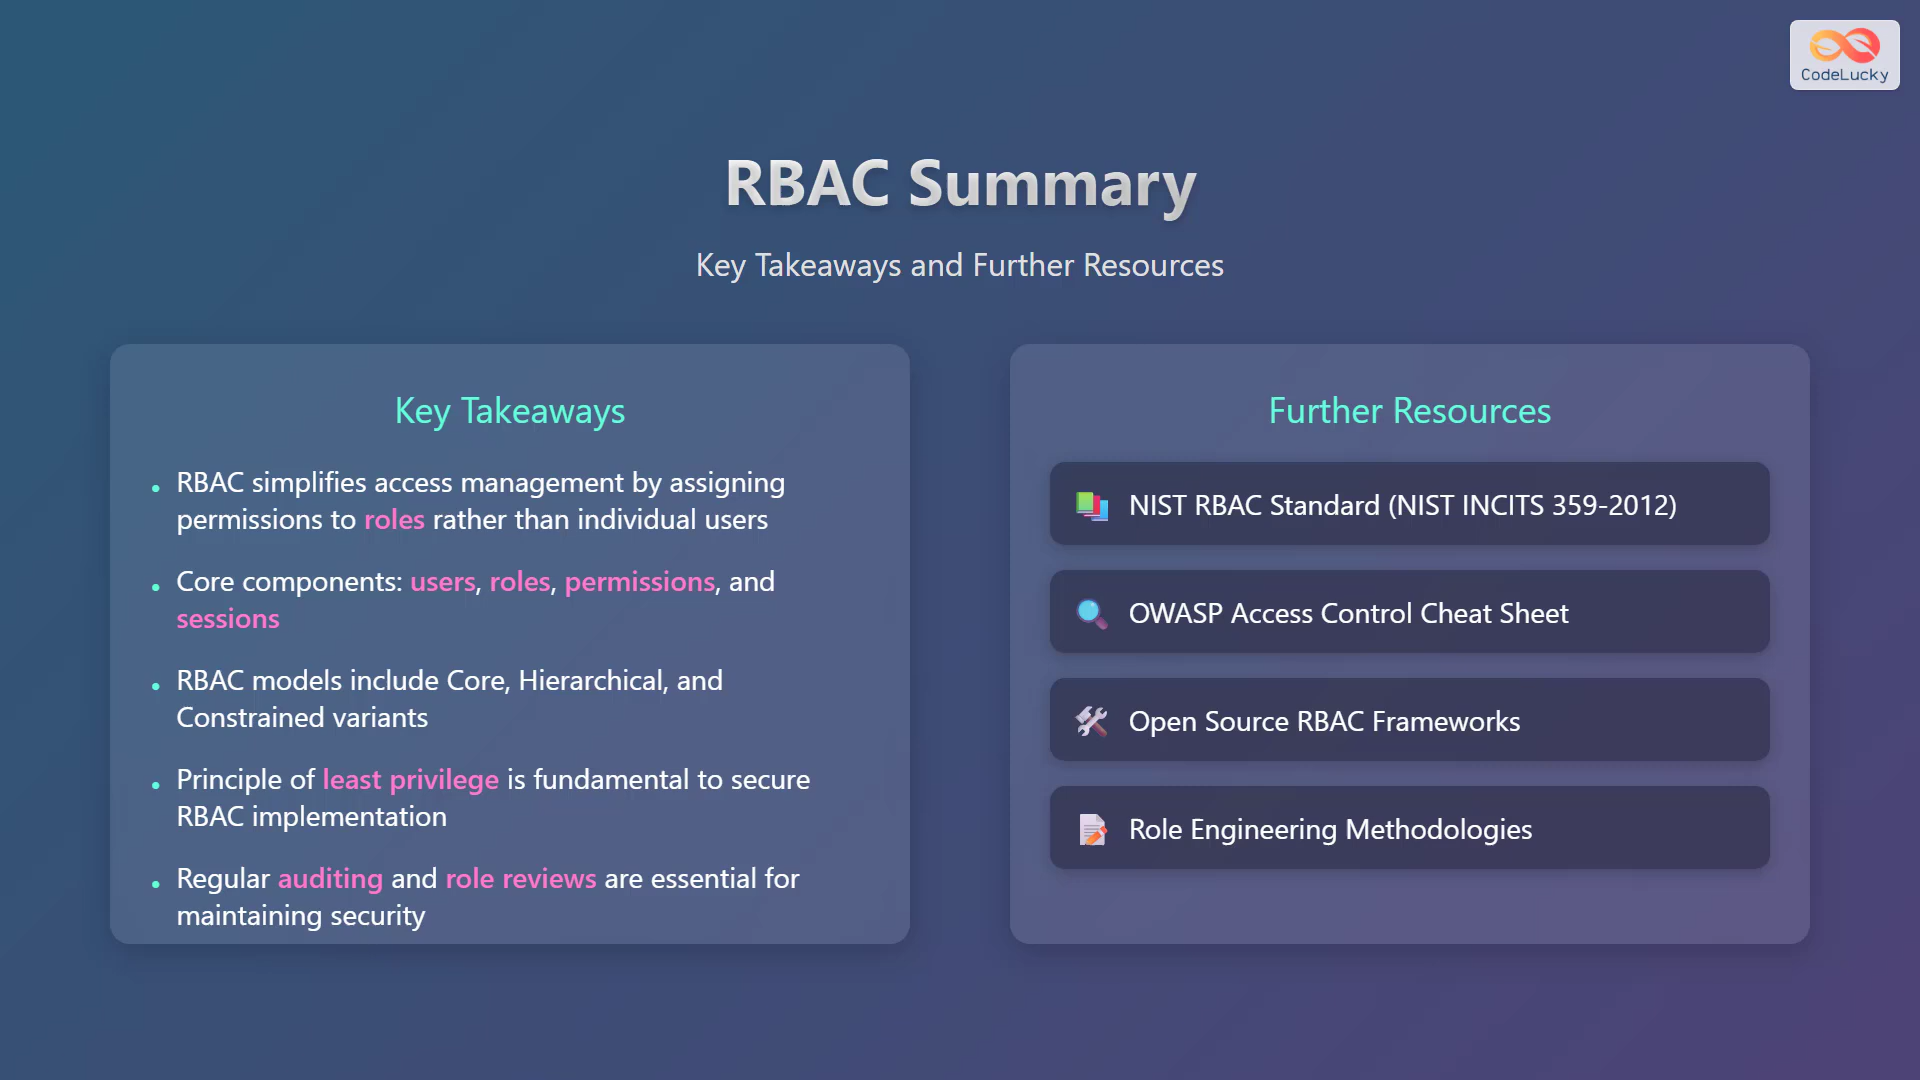 CodeLucky
RBAC Summary
Key Takeaways and Further Resources
Key Takeaways
• RBAC simplifies access management by assigning
permissions to roles rather than individual users
• Core components: users, roles, permissions, and
sessions
• RBAC models include Core, Hierarchical, and
Constrained variants
• Principle of least privilege is fundamental to secure
RBAC implementation
• Regular auditing and role reviews are essential for
maintaining security
Further Resources
NIST RBAC Standard (NIST INCITS 359-2012)
OWASP Access Control Cheat Sheet
Open Source RBAC Frameworks
Role Engineering Methodologies